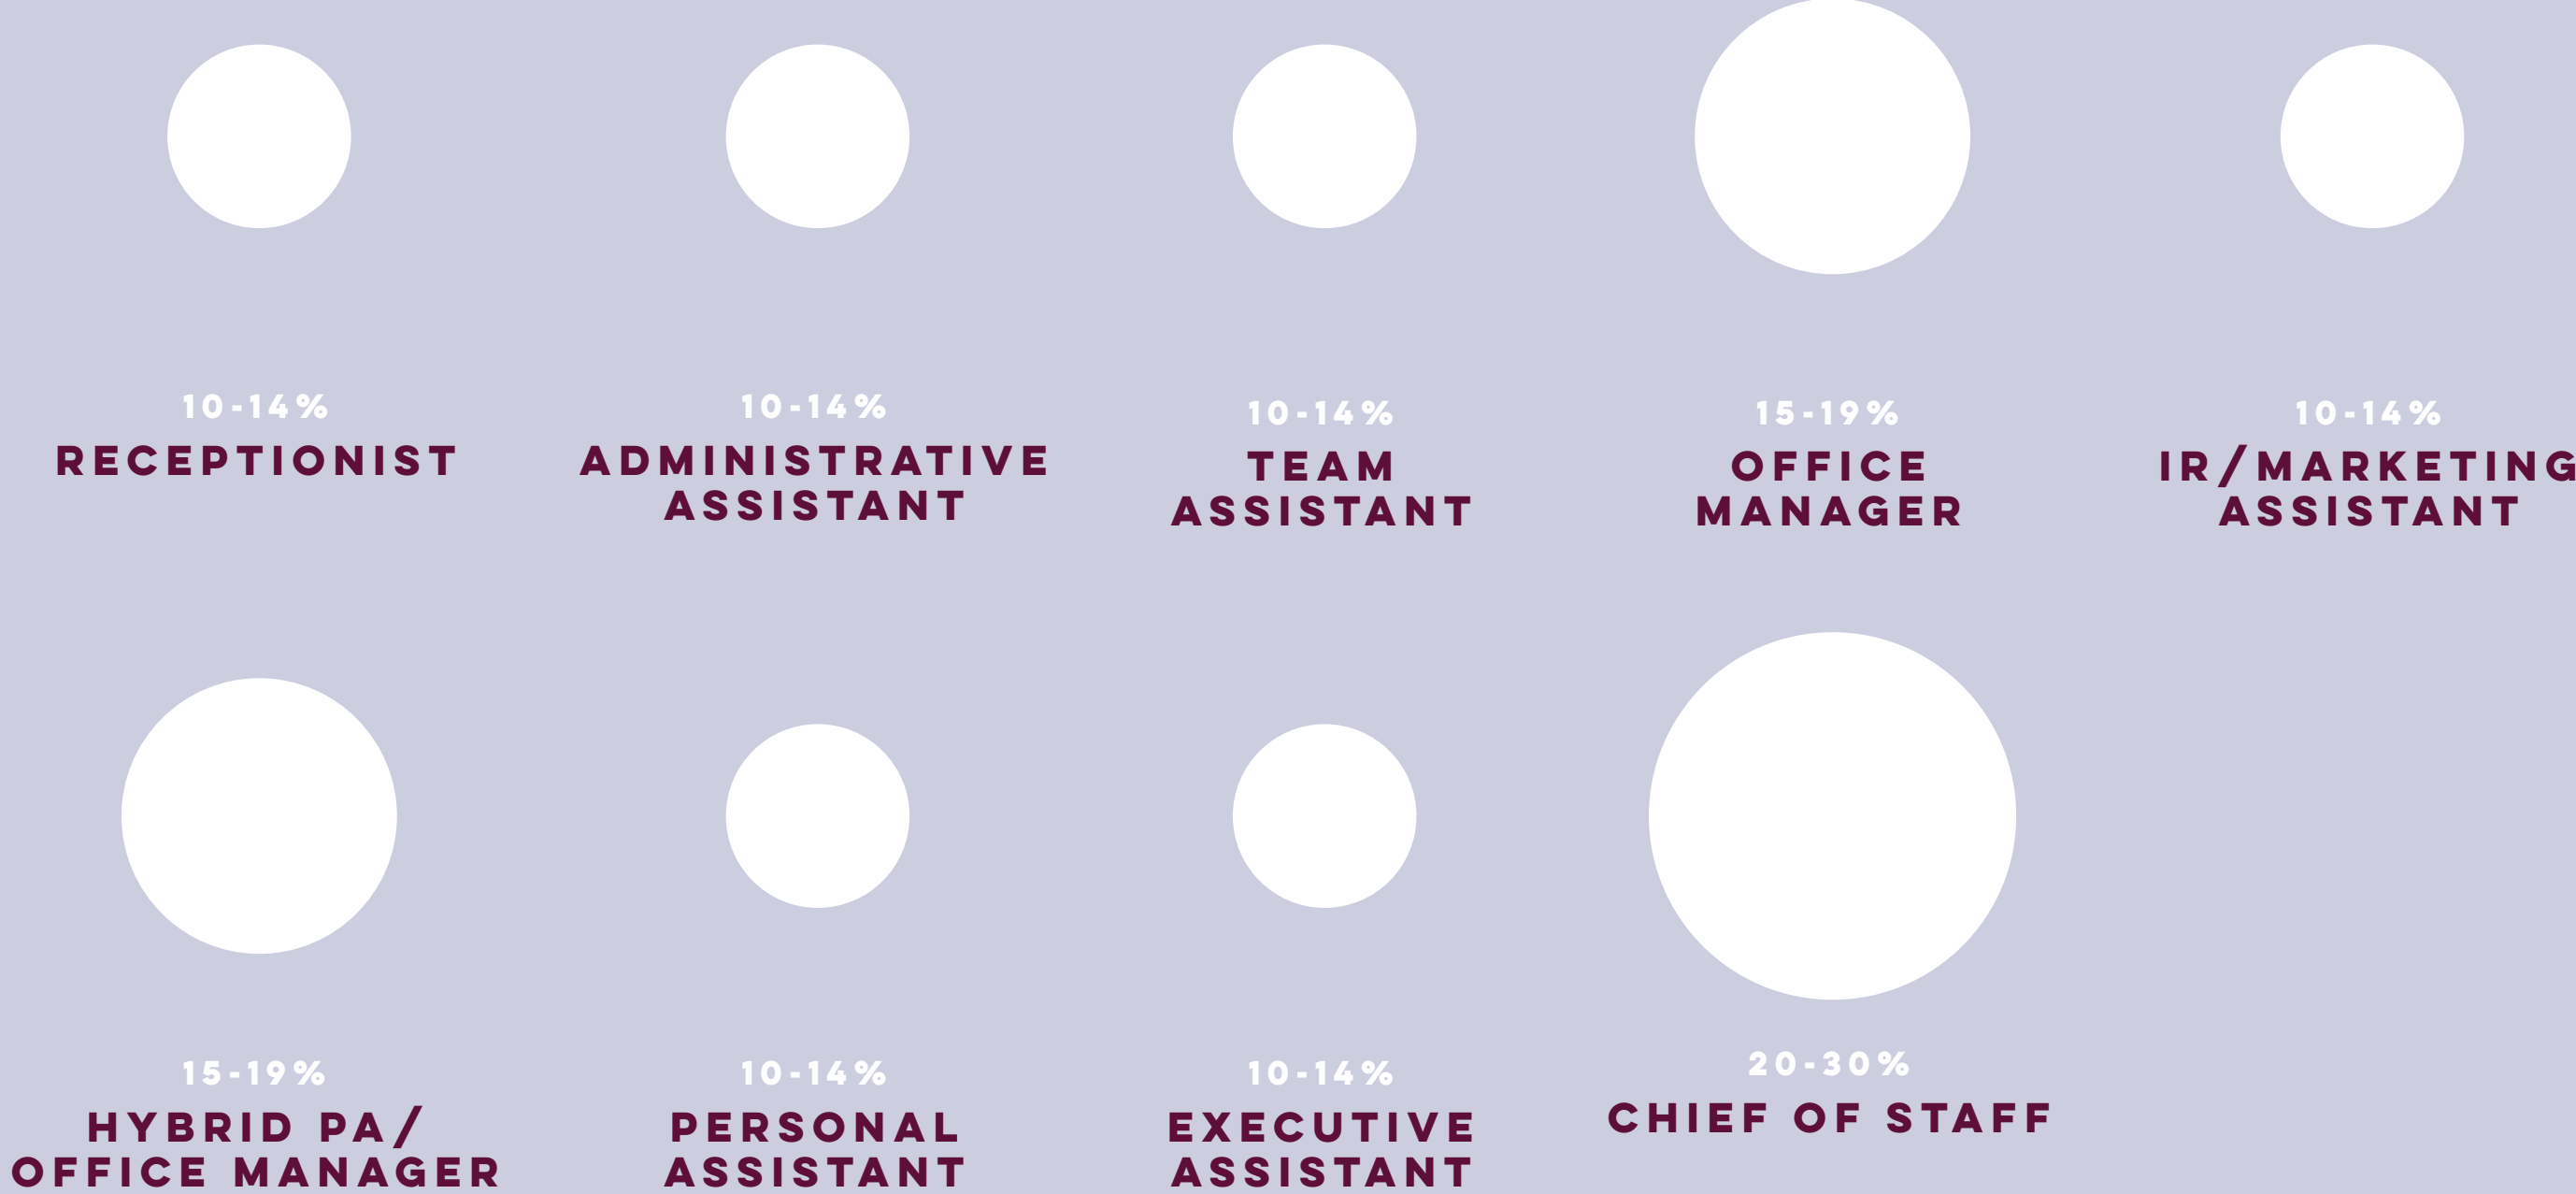 10-14%
RECEPTIONIST
10-14%
ADMINISTRATIVE
ASSISTANT
10-14%
TEAM
ASSISTANT
15-19%
OFFICE
MANAGER
10-14%
IR/MARKETING
ASSISTANT
15-19%
HYBRID PA/
OFFICE MANAGER
10-14%
PERSONAL
ASSISTANT
10-14%
EXECUTIVE
ASSISTANT
20-30%
CHIEF OF STAFF